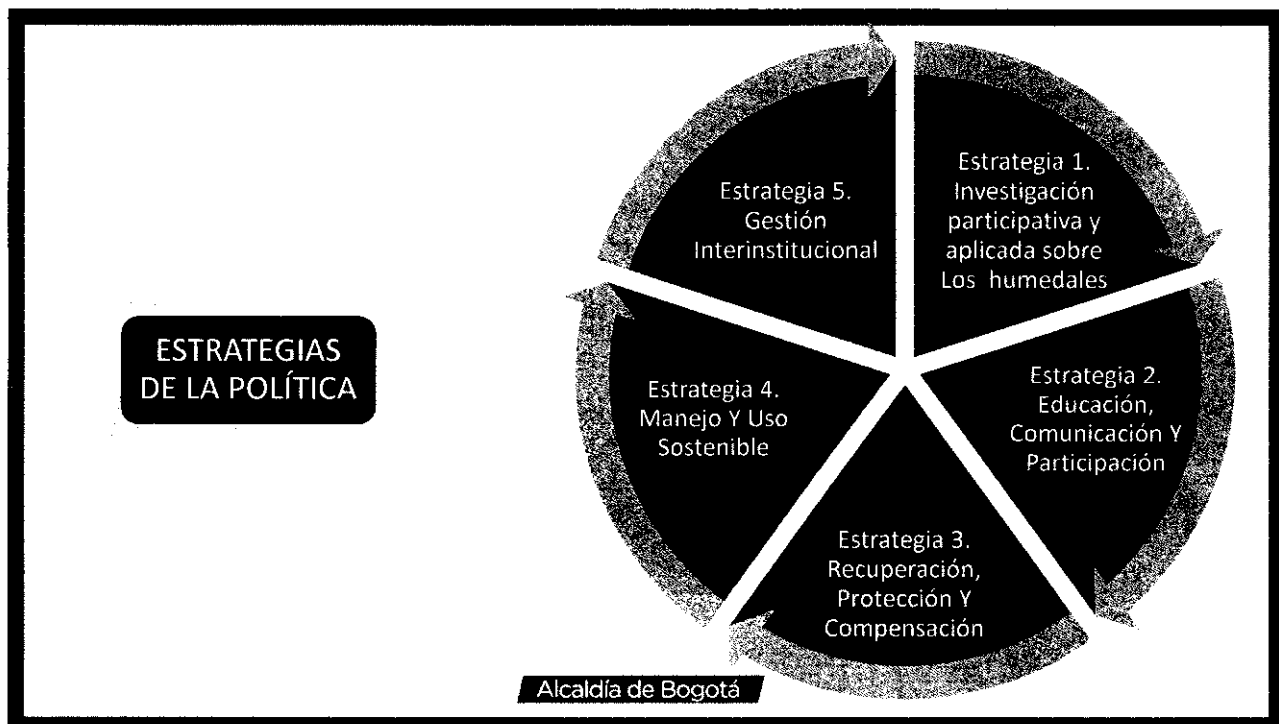 ESTRATEGIAS
DE LA POLÍTICA
Estrategia 1.
Investigación
participativa y
aplicada sobre
Los humedales
Estrategia 2.
Educación,
Comunicación Y
Participación
Estrategia 3.
Recuperación,
Protección Y
Compensación
Estrategia 4.
Manejo Y Uso
Sostenible
Estrategia 5.
Gestión
Interinstitucional
Alcaldía de Bogotá